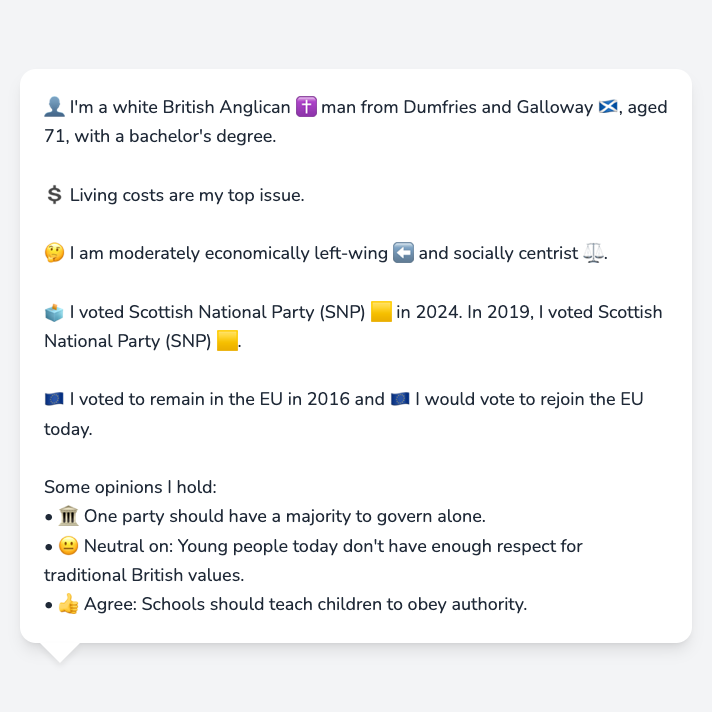 👤 I'm a white British Anglican ✝️ man from Dumfries and Galloway 🏴󠁧󠁢󠁳󠁣󠁴󠁿, aged
71, with a bachelor's degree.
💲 Living costs are my top issue.
🤔 I am moderately economically left-wing ⬅️ and socially centrist ⚖️.
🗳️ I voted Scottish National Party (SNP) 🟨 in 2024. In 2019, I voted Scottish
National Party (SNP) 🟨.
🇪🇺 I voted to remain in the EU in 2016 and 🇪🇺 I would vote to rejoin the EU
today.
Some opinions I hold:
• 🏛️ One party should have a majority to govern alone.
• 😐 Neutral on: Young people today don't have enough respect for
traditional British values.
• 👍 Agree: Schools should teach children to obey authority.